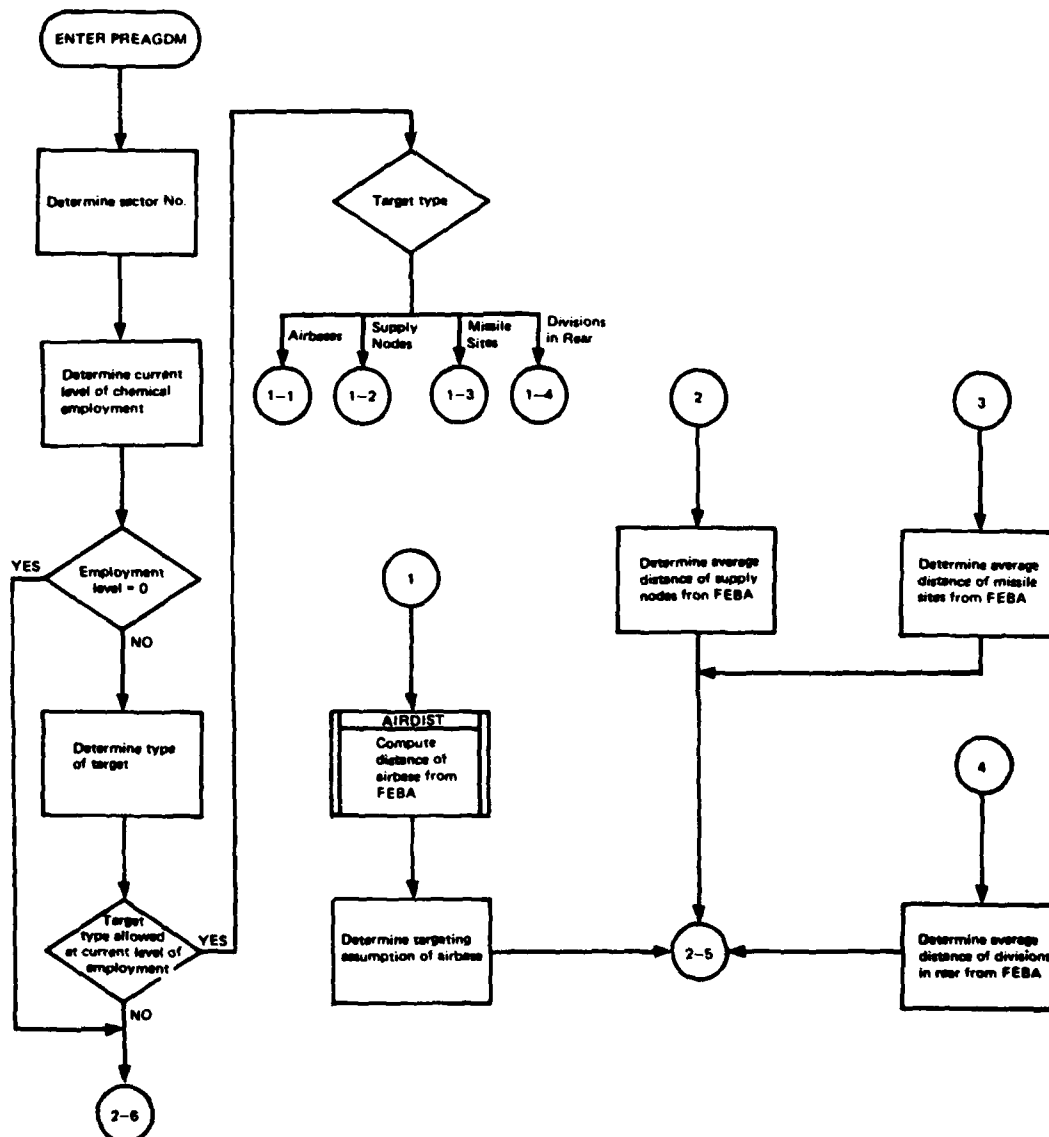 ENTER PREAGDM
Determine sector No.
Determine current
level of chemical
employment
YES
Employment
level = 0
NO
Determine type
of target
Target
type allowed
at current level of
employment
YES
NO
2-6
Target type
Airbases
Supply
Nodes
Missile
Sites
Divisions
in Rear
1-1
1-2
1-3
1-4
1
AIRDIST
Compute
distance of
airbase from
FEBA
Determine targeting
assumption of airbase
2
Determine average
distance of supply
nodes fron FEBA
3
Determine average
distance of missile
sites from FEBA
4
Determine average
distance of divisions
in rear from FEBA
2-5